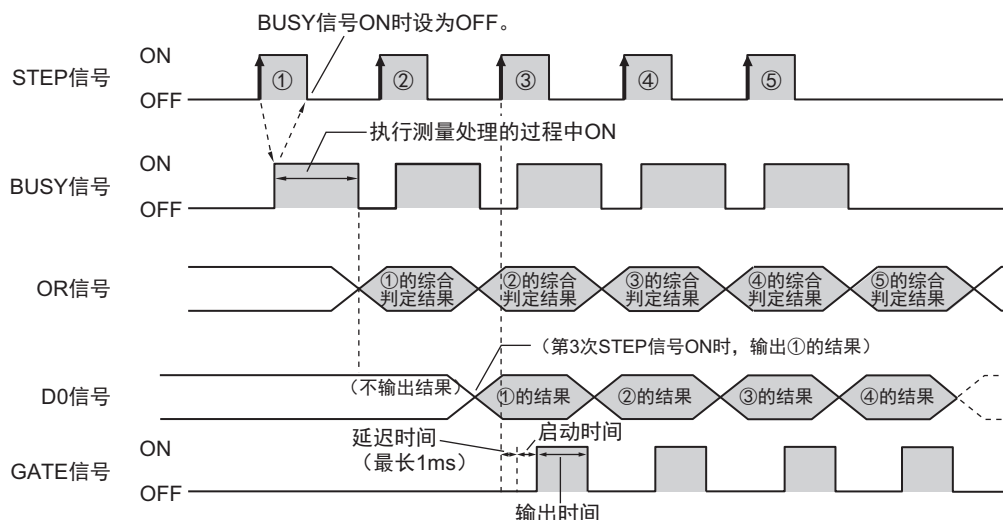 BUSY信号ON时设为OFF。
STEP信号
ON
OFF
① ② ③ ④ ⑤
执行测量处理的过程中ON
BUSY信号
ON
OFF
OR信号
①的综合
判定结果
②的综合
判定结果
③的综合
判定结果
④的综合
判定结果
⑤的综合
判定结果
（第3次STEP信号ON时，输出①的结果）
D0信号
（不输出结果）
①的结果
②的结果
③的结果
④的结果
延迟时间
（最长1ms）
启动时间
GATE信号
ON
OFF
输出时间